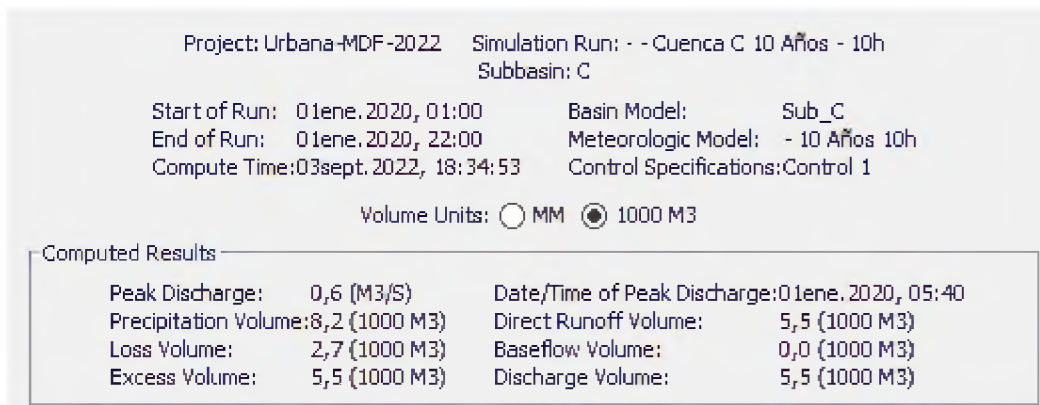 Project: Urbana-MDF-2022 Simulation Run: - - Cuenca C 10 Años - 10h
Subbasin: C
Start of Run: 01ene.2020, 01:00 Basin Model: Sub_C
End of Run: 01ene.2020, 22:00 Meteorologic Model: - 10 Años 10h
Compute Time:03sept.2022, 18:34:53 Control Specifications:Control 1
Volume Units: MM 1000 M3
Computed Results
Peak Discharge: 0,6 (M3/S) Date/Time of Peak Discharge:01ene.2020, 05:40
Precipitation Volume:8,2 (1000 M3) Direct Runoff Volume: 5,5 (1000 M3)
Loss Volume: 2,7 (1000 M3) Baseflow Volume: 0,0 (1000 M3)
Excess Volume: 5,5 (1000 M3) Discharge Volume: 5,5 (1000 M3)